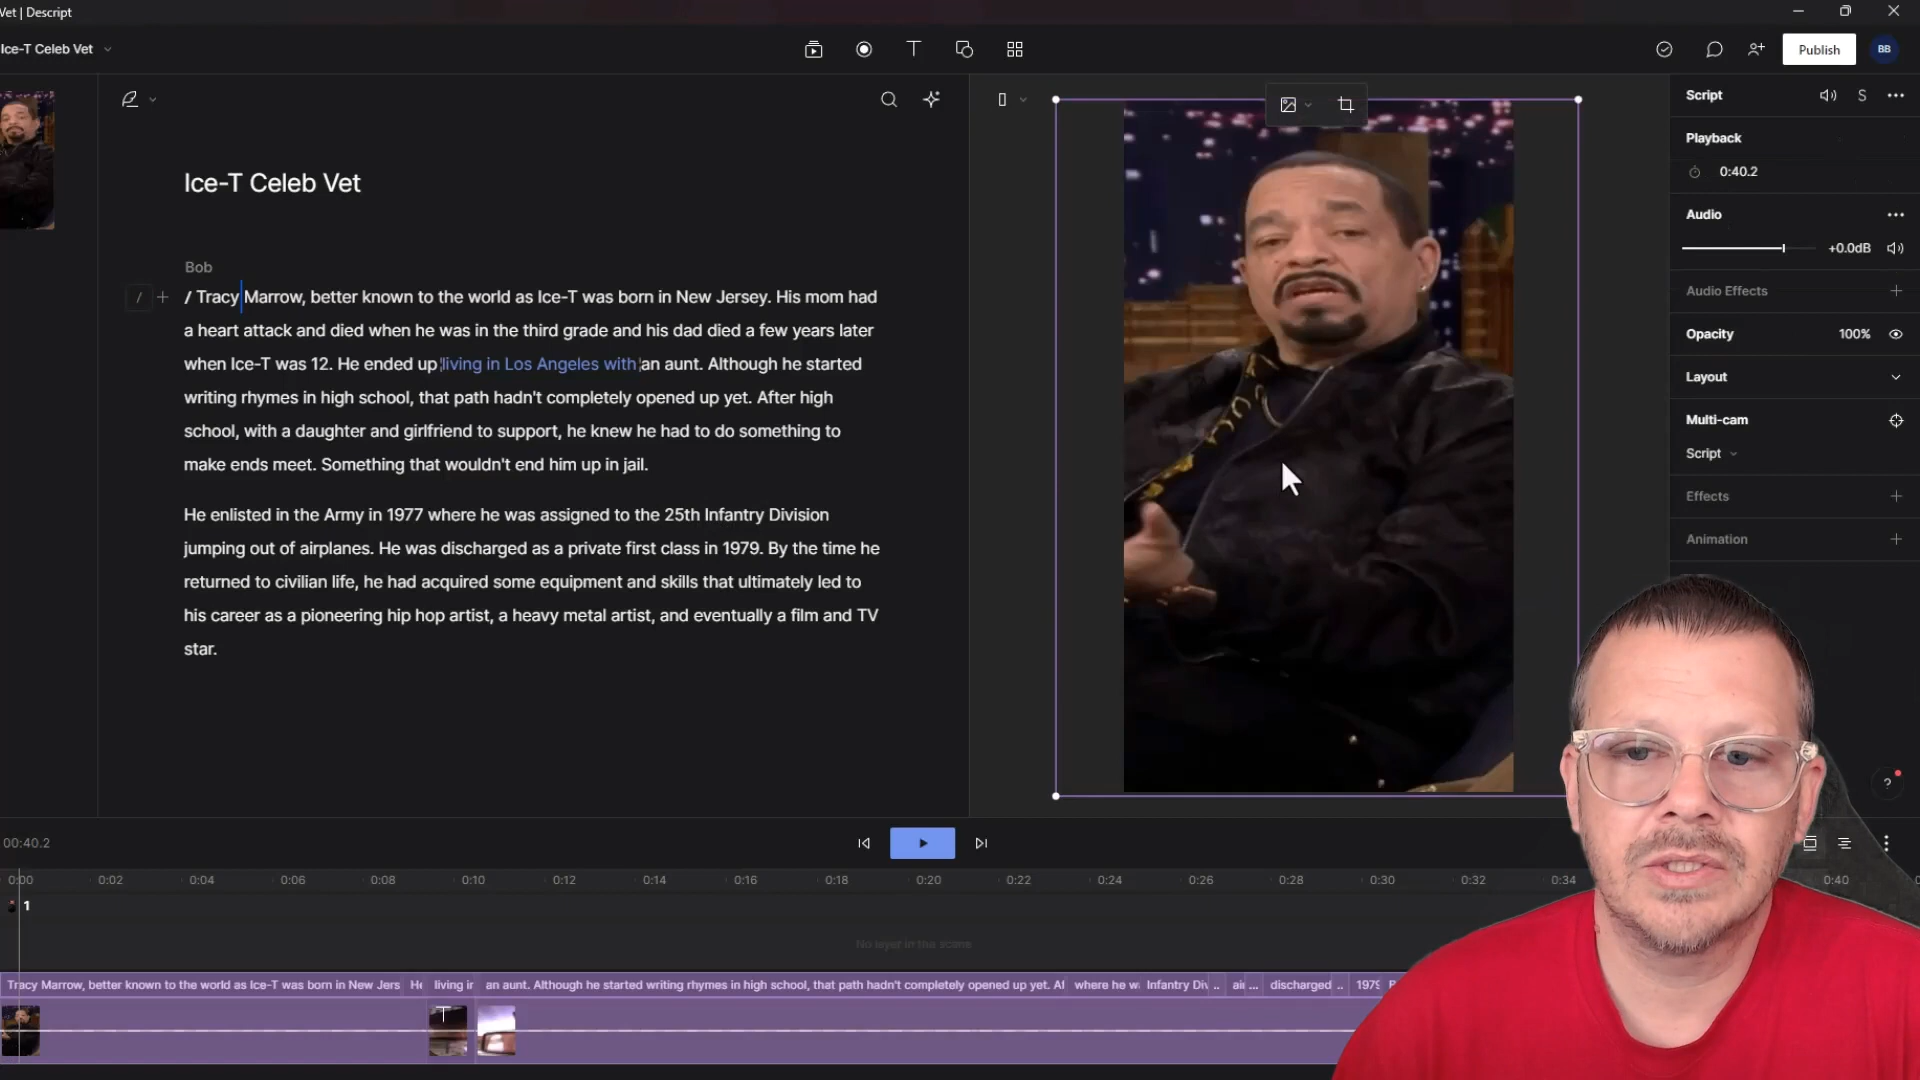 Vet | Descript
Ice-T Celeb Vet
Publish
BB
Script
S
Playback
0:40.2
Audio
+0.0dB
Audio Effects
Opacity
100%
Layout
Multi-cam
Script
Effects
Animation
Ice-T Celeb Vet
Bob
/ Tracy Marrow, better known to the world as Ice-T was born in New Jersey. His mom had
a heart attack and died when he was in the third grade and his dad died a few years later
when Ice-T was 12. He ended up living in Los Angeles with an aunt. Although he started
writing rhymes in high school, that path hadn't completely opened up yet. After high
school, with a daughter and girlfriend to support, he knew he had to do something to
make ends meet. Something that wouldn't end him up in jail.
He enlisted in the Army in 1977 where he was assigned to the 25th Infantry Division
jumping out of airplanes. He was discharged as a private first class in 1979. By the time he
returned to civilian life, he had acquired some equipment and skills that ultimately led to
his career as a pioneering hip hop artist, a heavy metal artist, and eventually a film and TV
star.
?
00:40.2
0:00 0:02 0:04 0:06 0:08 0:10 0:12 0:14 0:16 0:18 0:20 0:22 0:24 0:26 0:28 0:30 0:32 0:34 0:40
1
No layer in the scene
Tracy Marrow, better known to the world as Ice-T was born in New Jers He living ir an aunt. Although he started writing rhymes in high school, that path hadn't completely opened up yet. Af where he wa Infantry Div .. air ... discharged .. 1979
T